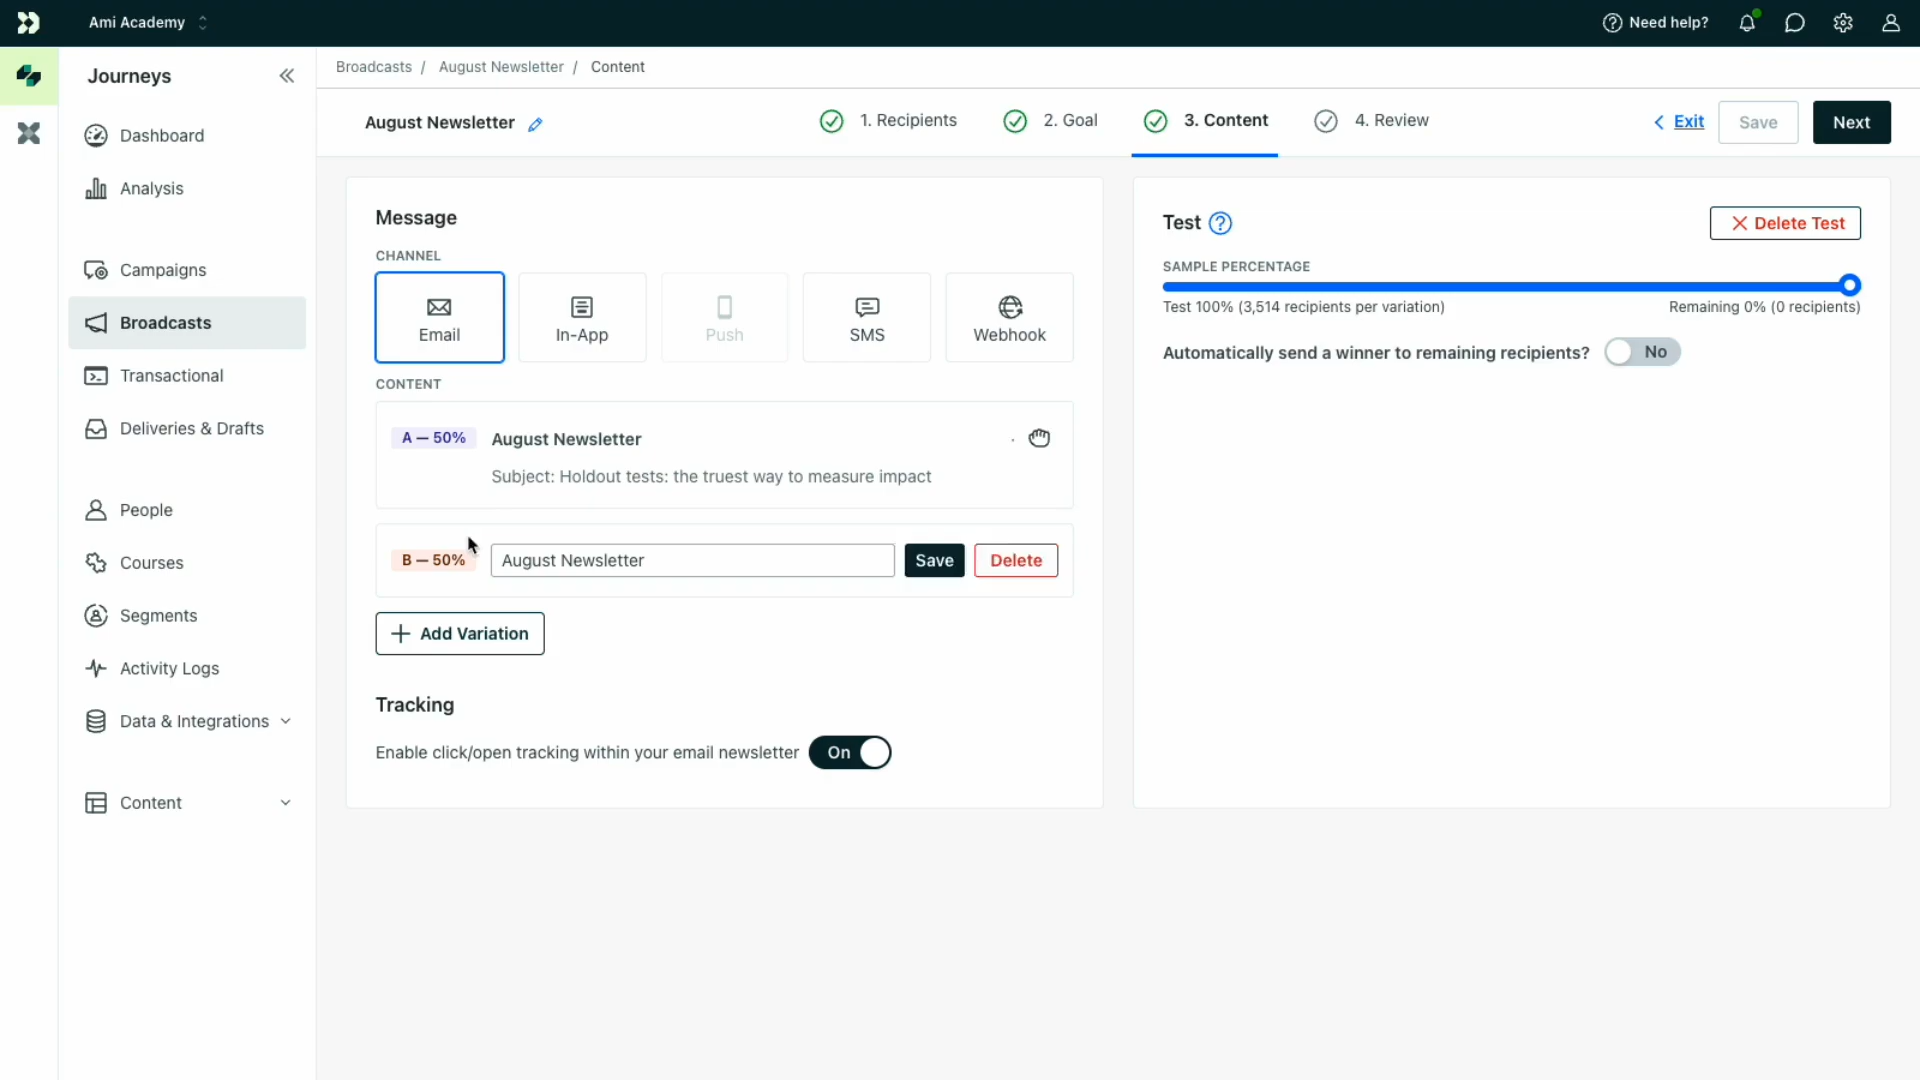 Ami Academy
Need help?
Journeys
Dashboard
Analysis
Campaigns
Broadcasts
Transactional
Deliveries & Drafts
People
Courses
Segments
Activity Logs
Data & Integrations
Content
Broadcasts / August Newsletter / Content
August Newsletter
1. Recipients
2. Goal
3. Content
4. Review
Exit
Save
Next
Message
CHANNEL
Email
In-App
Push
SMS
Webhook
CONTENT
A — 50%
August Newsletter
Subject: Holdout tests: the truest way to measure impact
B — 50%
August Newsletter
Save
Delete
Add Variation
Tracking
Enable click/open tracking within your email newsletter
On
Test
Delete Test
SAMPLE PERCENTAGE
Test 100% (3,514 recipients per variation)
Remaining 0% (0 recipients)
Automatically send a winner to remaining recipients?
No